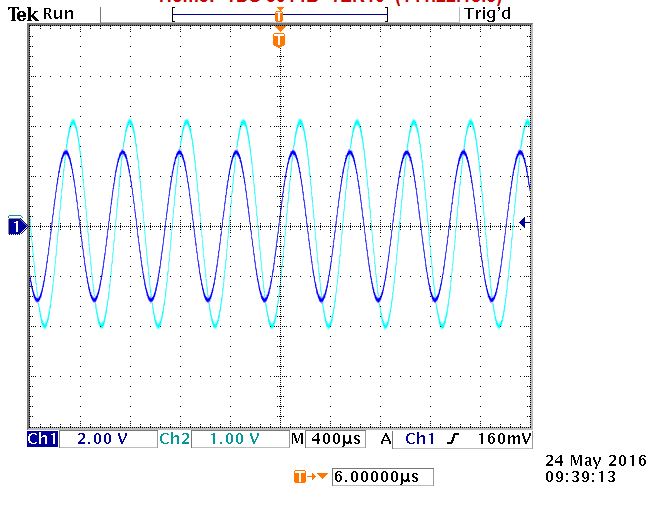 Tek Run Trig'd
T
T
1
Ch1 2.00 V Ch2 1.00 V M 400µs A Ch1 160mV
T 6.00000µs
24 May 2016
09:39:13